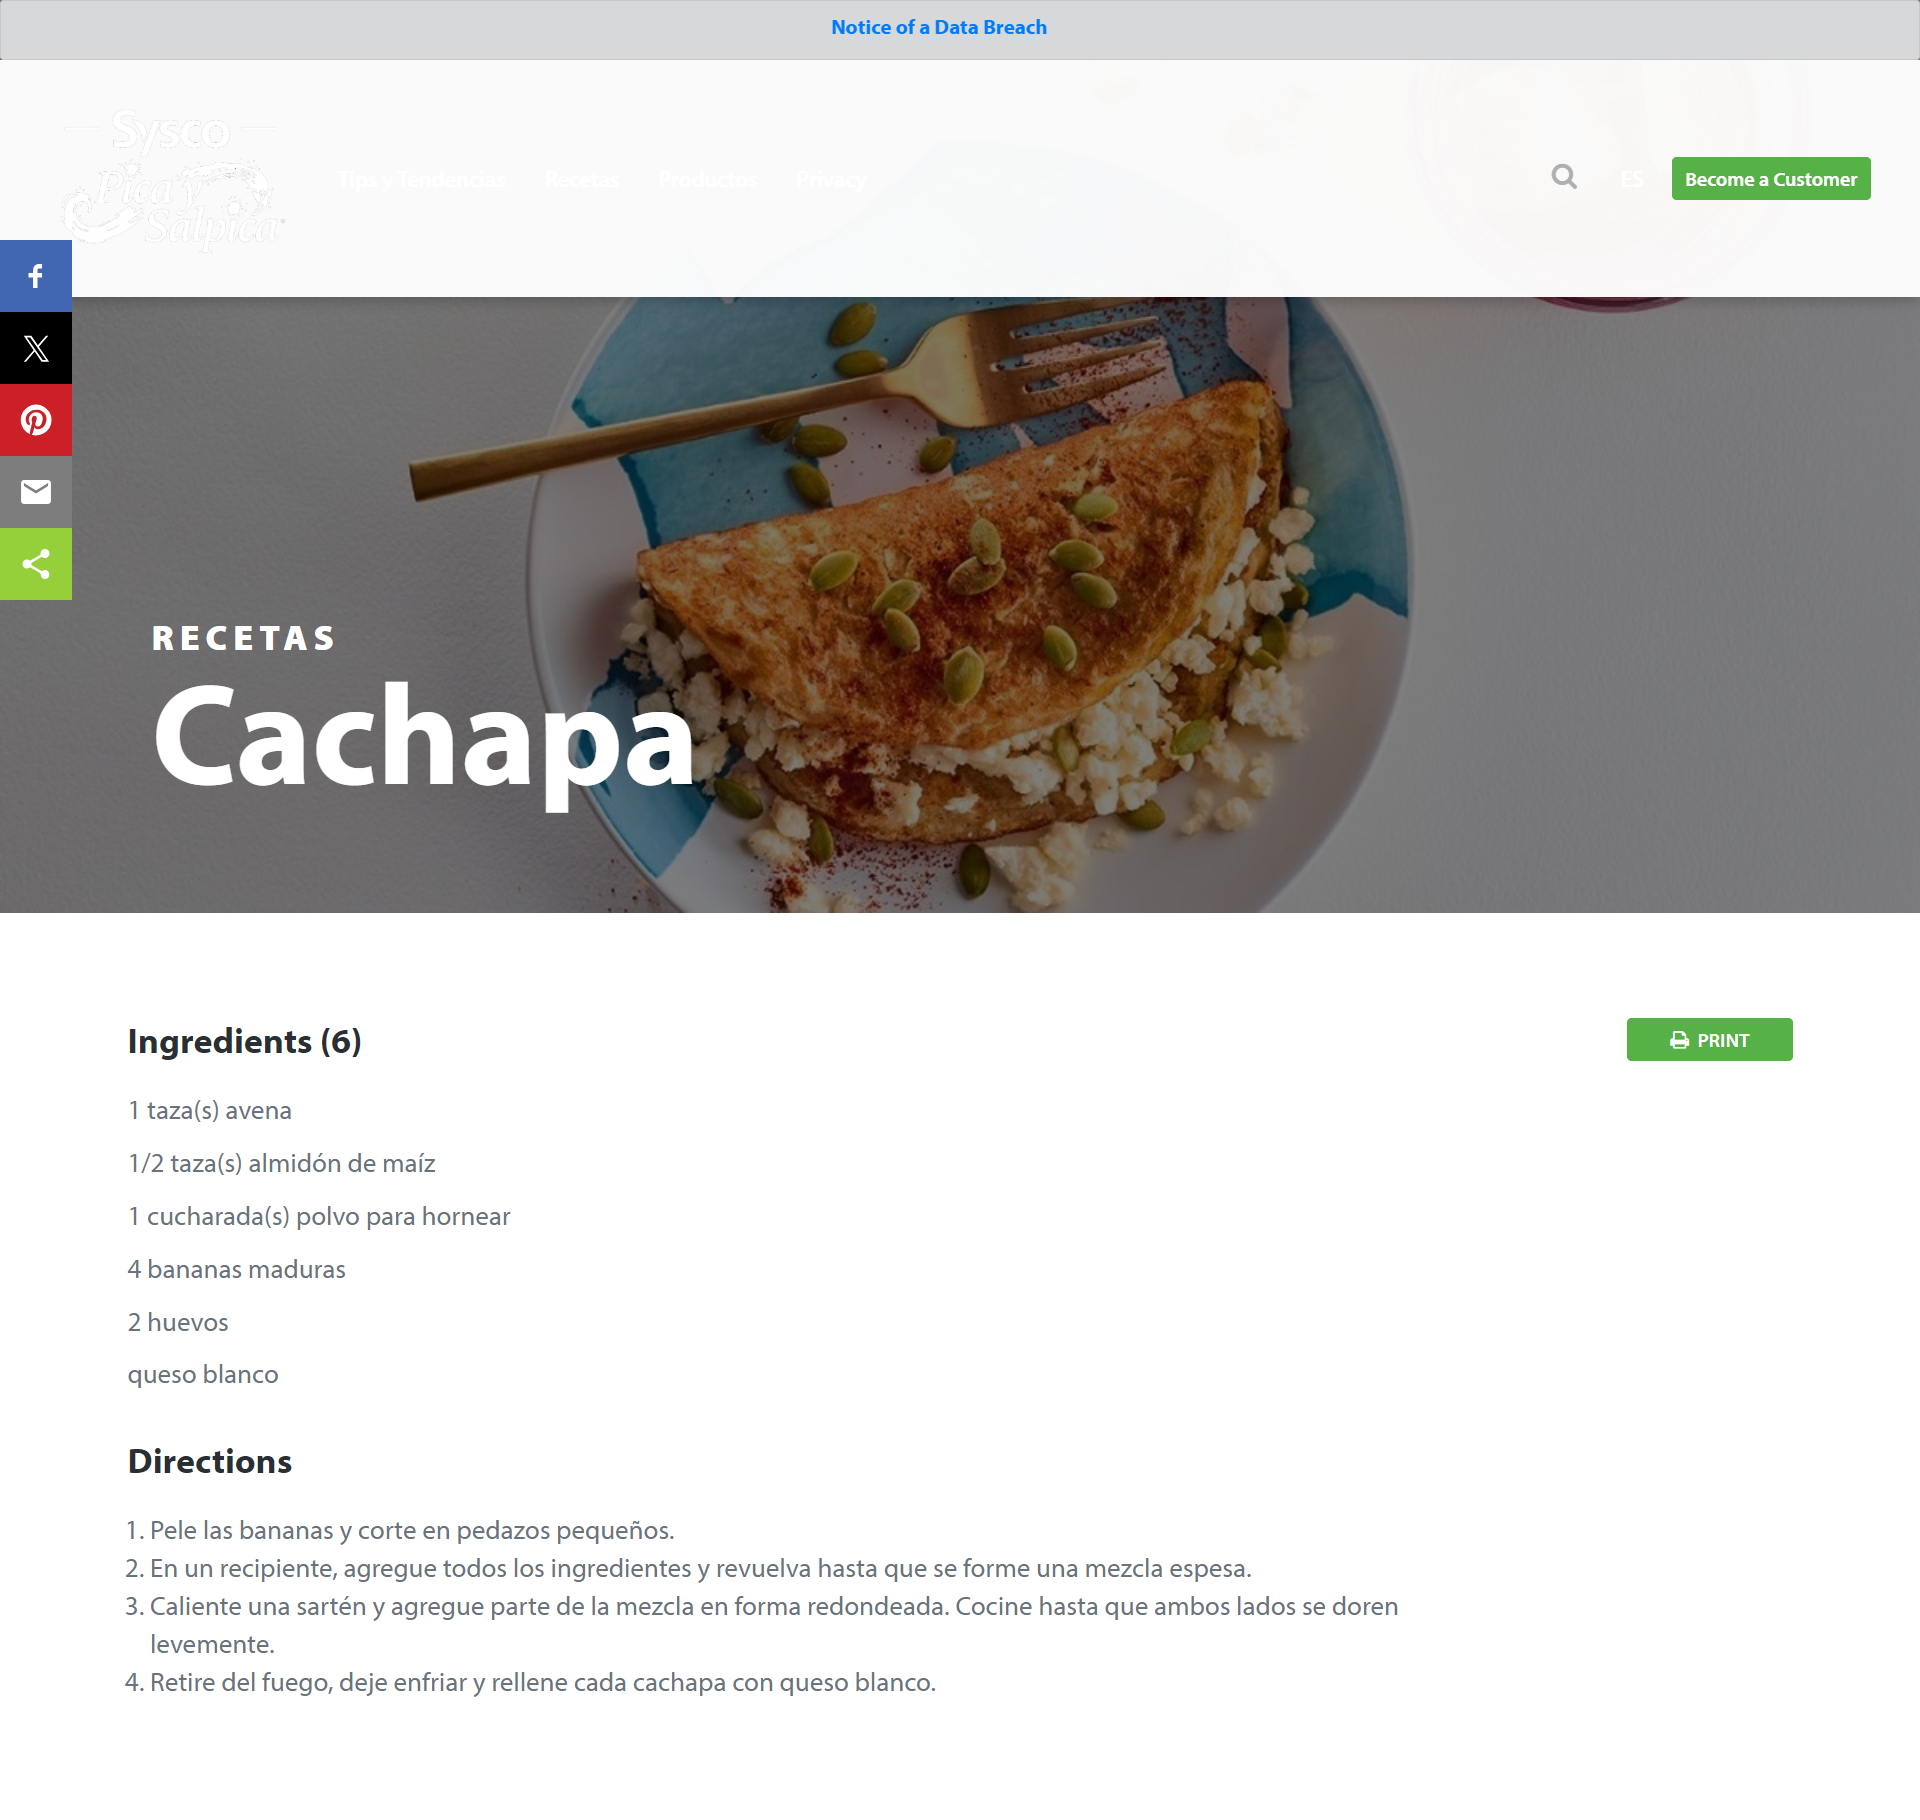 Notice of a Data Breach
Sysco
Pica y
Salpica
Tips y Tendencias
Recetas
Productos
Privacy
ES
Become a Customer
RECETAS
Cachapa
Ingredients (6)
PRINT
1 taza(s) avena
1/2 taza(s) almidón de maíz
1 cucharada(s) polvo para hornear
4 bananas maduras
2 huevos
queso blanco
Directions
1. Pele las bananas y corte en pedazos pequeños.
2. En un recipiente, agregue todos los ingredientes y revuelva hasta que se forme una mezcla espesa.
3. Caliente una sartén y agregue parte de la mezcla en forma redondeada. Cocine hasta que ambos lados se doren
levemente.
4. Retire del fuego, deje enfriar y rellene cada cachapa con queso blanco.